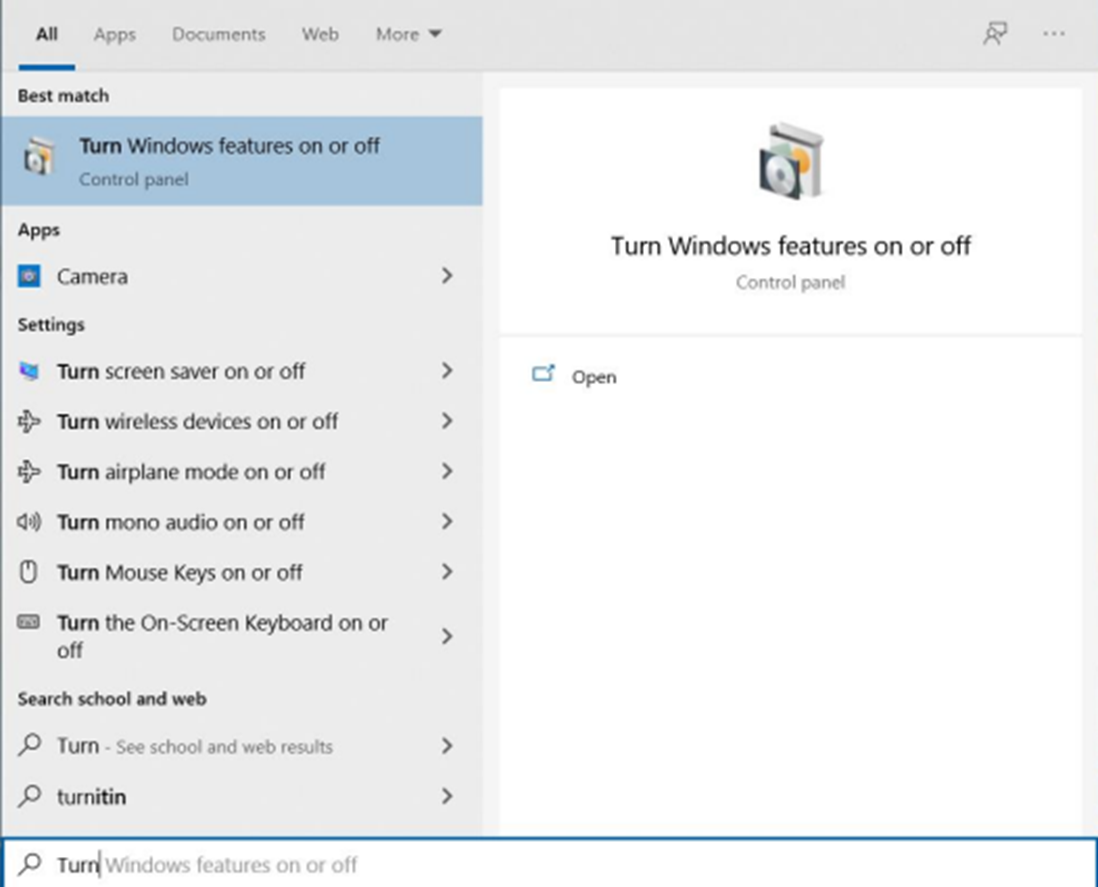 All Apps Documents Web More
Best match
Turn Windows features on or off
Control panel
Apps
Camera
Settings
Turn screen saver on or off
Turn wireless devices on or off
Turn airplane mode on or off
Turn mono audio on or off
Turn Mouse Keys on or off
Turn the On-Screen Keyboard on or
off
Search school and web
Turn - See school and web results
turnitin
Turn Windows features on or off
Control panel
Open
Turn Windows features on or off